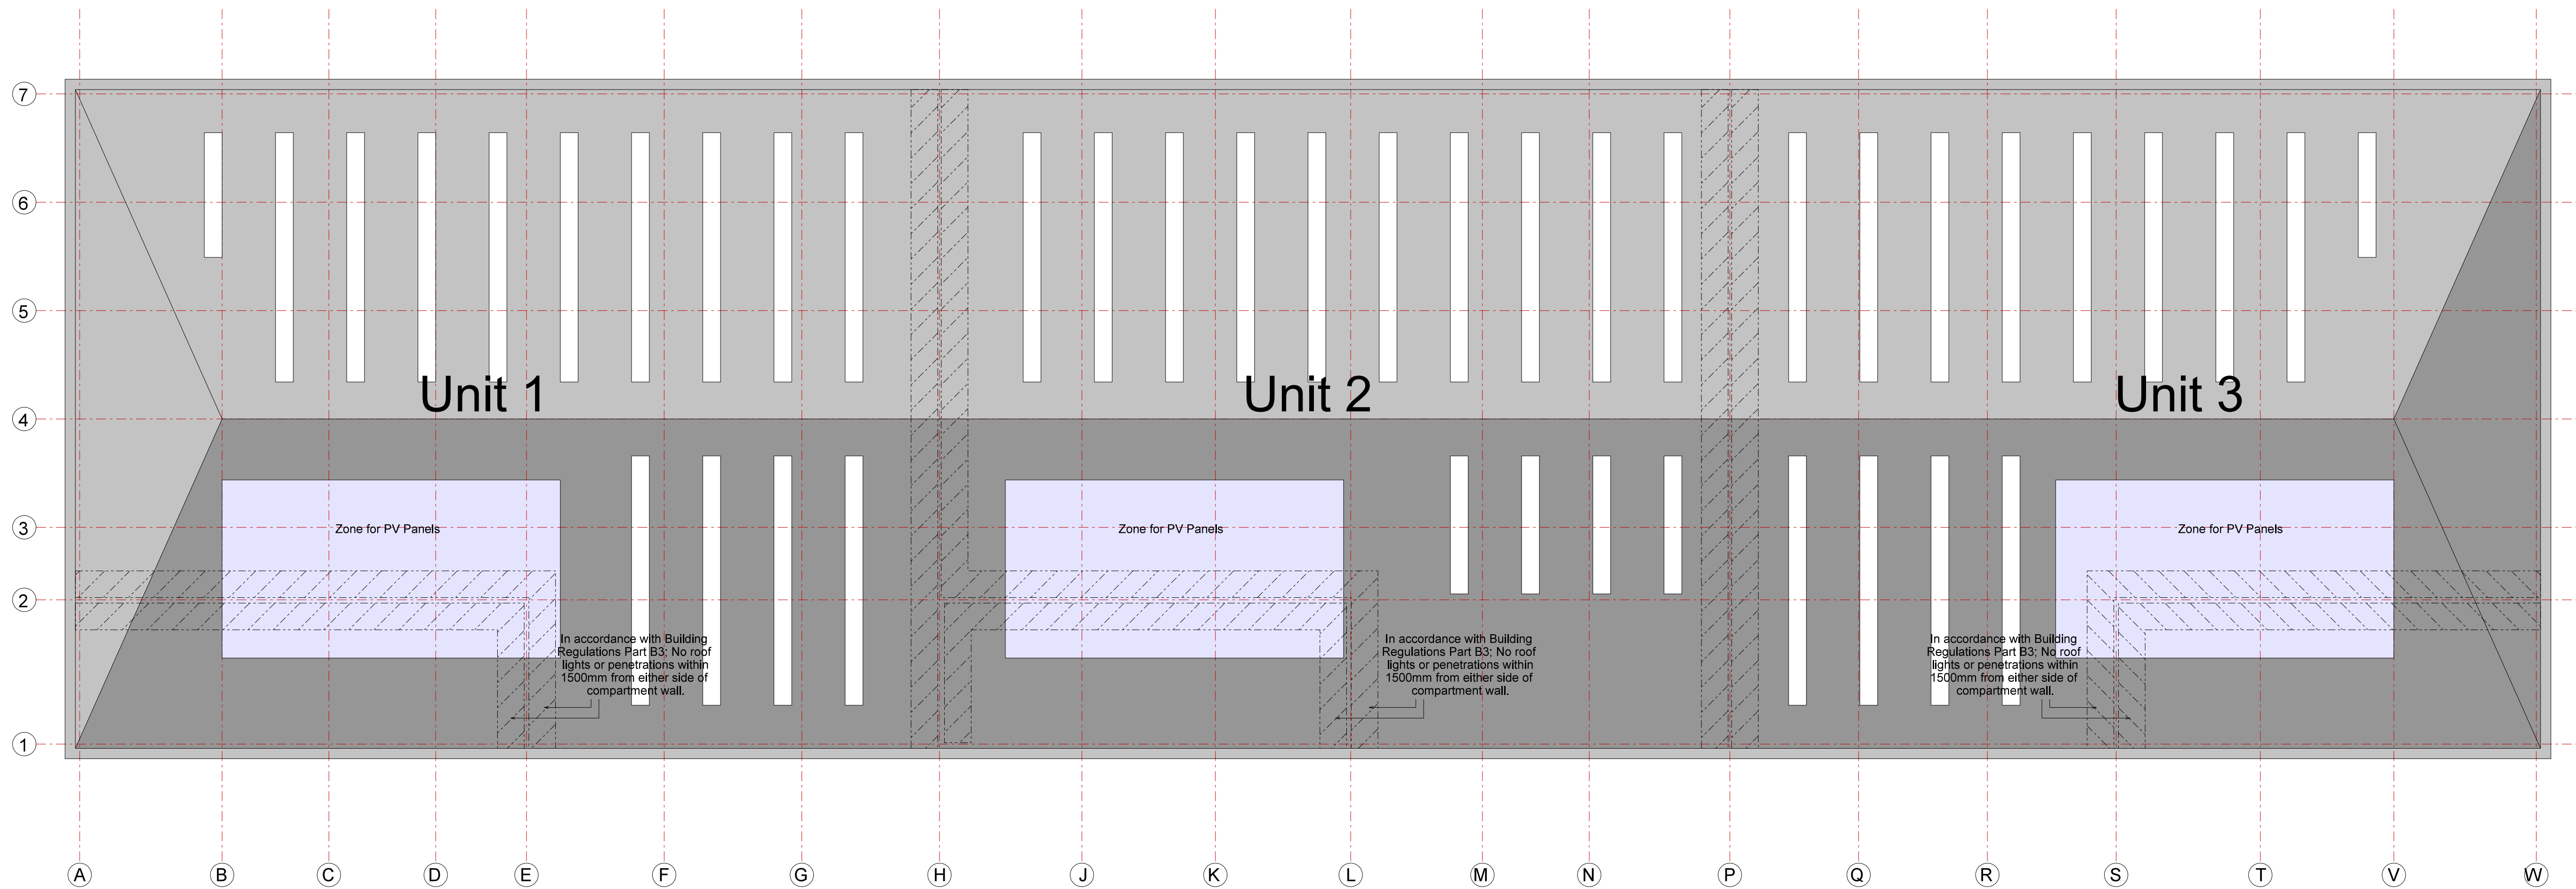 7
6
5
Unit 1
Unit 2
Unit 3
4
3
Zone for PV Panels
Zone for PV Panels
Zone for PV Panels
2
In accordance with Building
Regulations Part B3; No roof
lights or penetrations within
1500mm from either side of
compartment wall.
In accordance with Building
Regulations Part B3; No roof
lights or penetrations within
1500mm from either side of
compartment wall.
In accordance with Building
Regulations Part B3; No roof
lights or penetrations within
1500mm from either side of
compartment wall.
1
A B C D E F G H J K L M N P Q R S T V W